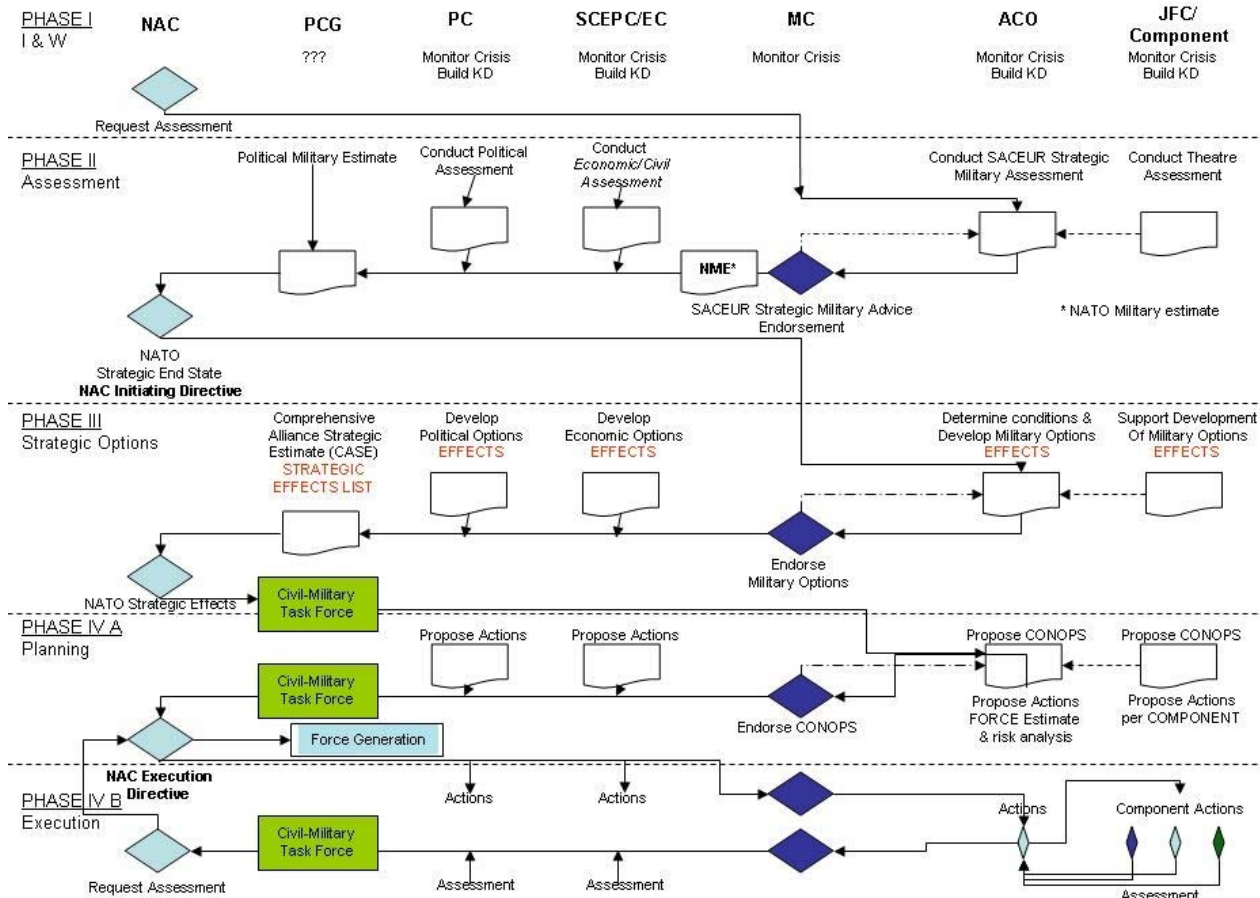 PHASE I
I & W
NAC
PCG
PC
SCEPC/EC
MC
ACO
JFC/
Component
???
Monitor Crisis
Build KD
Monitor Crisis
Build KD
Monitor Crisis
Monitor Crisis
Build KD
Monitor Crisis
Build KD
Request Assessment
PHASE II
Assessment
Political Military Estimate
Conduct Political
Assessment
Conduct
Economic/Civil
Assessment
Conduct SACEUR Strategic
Military Assessment
Conduct Theatre
Assessment
NME*
SACEUR Strategic Military Advice
Endorsement
* NATO Military estimate
NATO
Strategic End State
NAC Initiating Directive
PHASE III
Strategic Options
Comprehensive
Alliance Strategic
Estimate (CASE)
STRATEGIC
EFFECTS LIST
Develop
Political Options
EFFECTS
Develop
Economic Options
EFFECTS
Determine conditions &
Develop Military Options
EFFECTS
Support Development
Of Military Options
EFFECTS
Endorse
Military Options
NATO Strategic Effects
Civil-Military
Task Force
PHASE IV A
Planning
Propose Actions
Propose Actions
Propose CONOPS
Propose CONOPS
Civil-Military
Task Force
Endorse CONOPS
Propose Actions
FORCE Estimate
& risk analysis
Propose Actions
per COMPONENT
Force Generation
NAC Execution
Directive
PHASE IV B
Execution
Actions
Actions
Actions
Component Actions
Civil-Military
Task Force
Request Assessment
Assessment
Assessment
Assessment